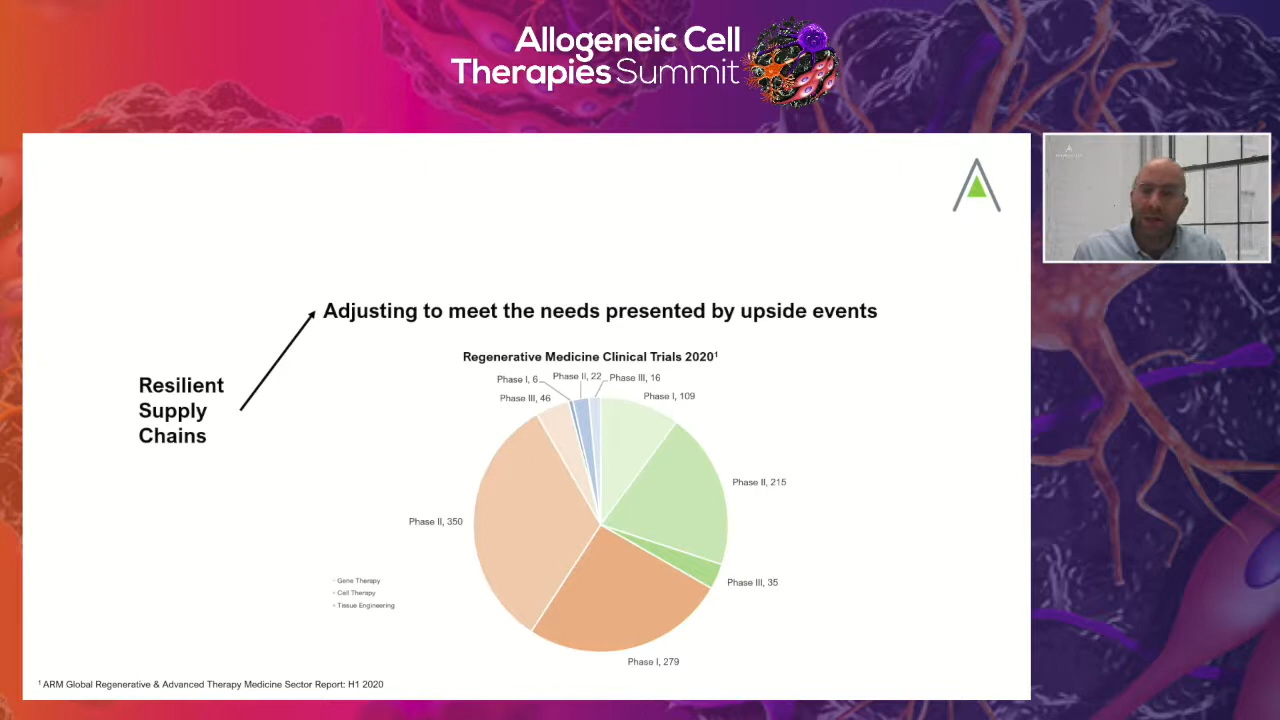 Allogeneic Cell
Therapies Summit
Adjusting to meet the needs presented by upside events
Resilient
Supply
Chains
Regenerative Medicine Clinical Trials 2020¹
Phase I, 6
Phase II, 22
Phase III, 16
Phase III, 46
Phase I, 109
Phase II, 215
Phase II, 350
Phase III, 35
Phase I, 279
Gene Therapy
Cell Therapy
Tissue Engineering
¹ ARM Global Regenerative & Advanced Therapy Medicine Sector Report: H1 2020